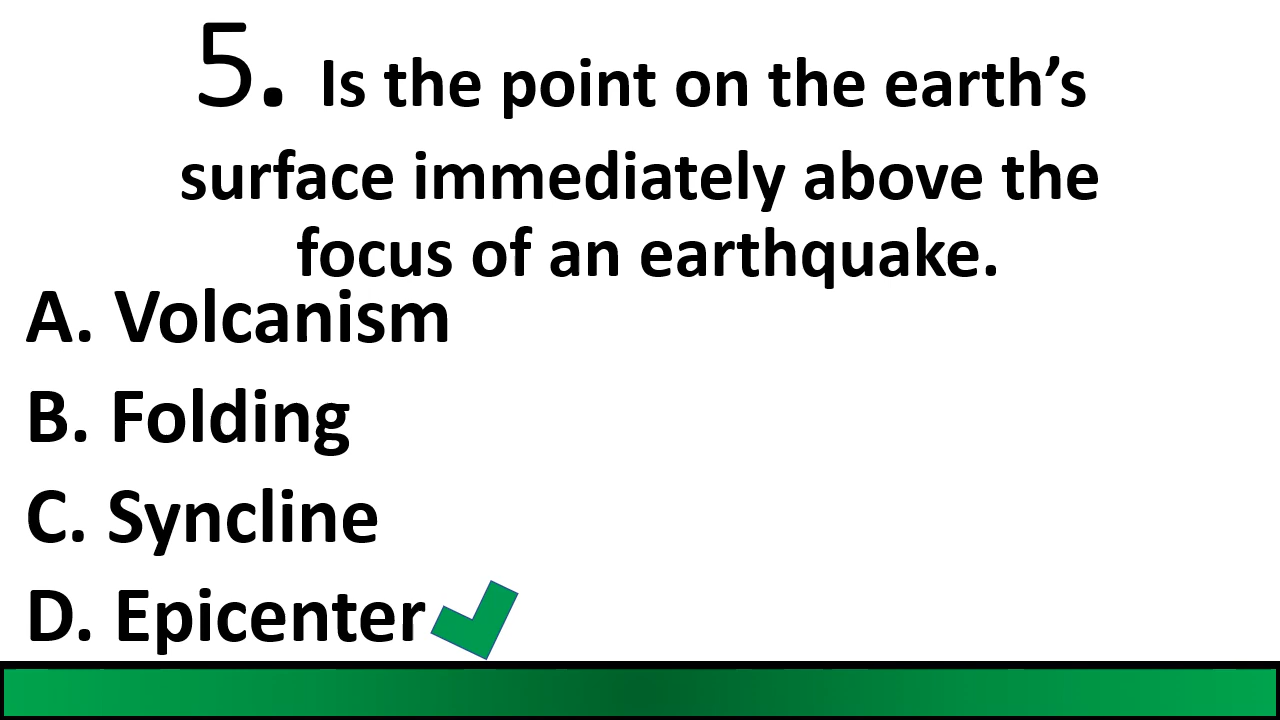 5. Is the point on the earth’s
surface immediately above the
focus of an earthquake.
A. Volcanism
B. Folding
C. Syncline
D. Epicenter